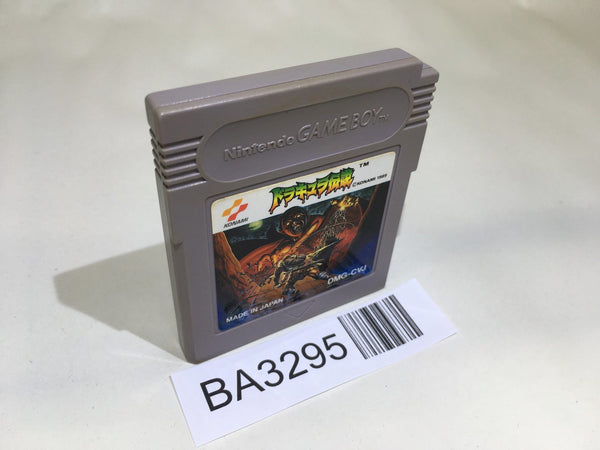 Nintendo GAME BOY TM
ドラキュラ伝説 TM
© KONAMI 1989
KONAMI
DMG-CVJ
MADE IN JAPAN
BA3295